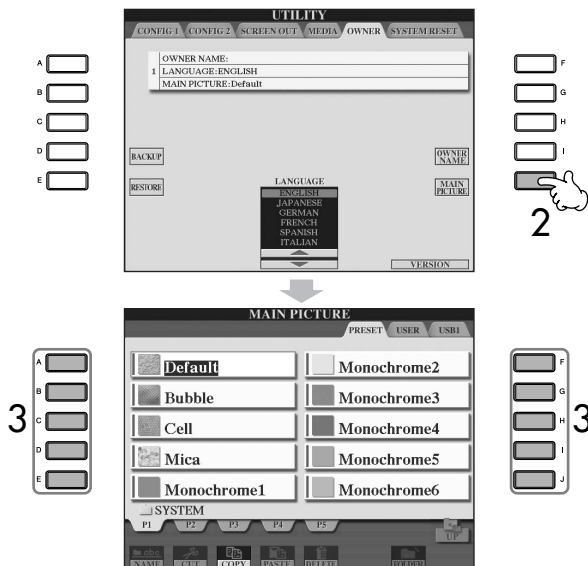 UTILITY
CONFIG 1 CONFIG 2 SCREEN OUT MEDIA OWNER SYSTEM RESET
OWNER NAME:
1 LANGUAGE:ENGLISH
MAIN PICTURE:Default
A
B
C
D
E
F
G
H
I
2
BACKUP
RESTORE
OWNER NAME
MAIN PICTURE
LANGUAGE
ENGLISH
JAPANESE
GERMAN
FRENCH
SPANISH
ITALIAN
VERSION
MAIN PICTURE
PRESET USER USB1
A
B
C
D
E
3
Default
Bubble
Cell
Mica
Monochrome1
Monochrome2
Monochrome3
Monochrome4
Monochrome5
Monochrome6
F
G
H
I
J
3
SYSTEM
P1 P2 P3 P4 P5
UP
abc
NAME CUT COPY PASTE DELETE FOLDER